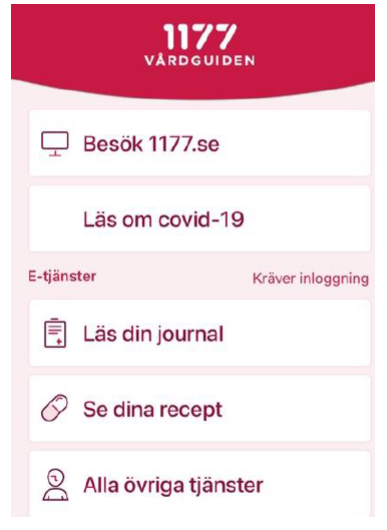 1177
VÅRDGUIDEN
Besök 1177.se
Läs om covid-19
E-tjänster Kräver inloggning
Läs din journal
Se dina recept
Alla övriga tjänster